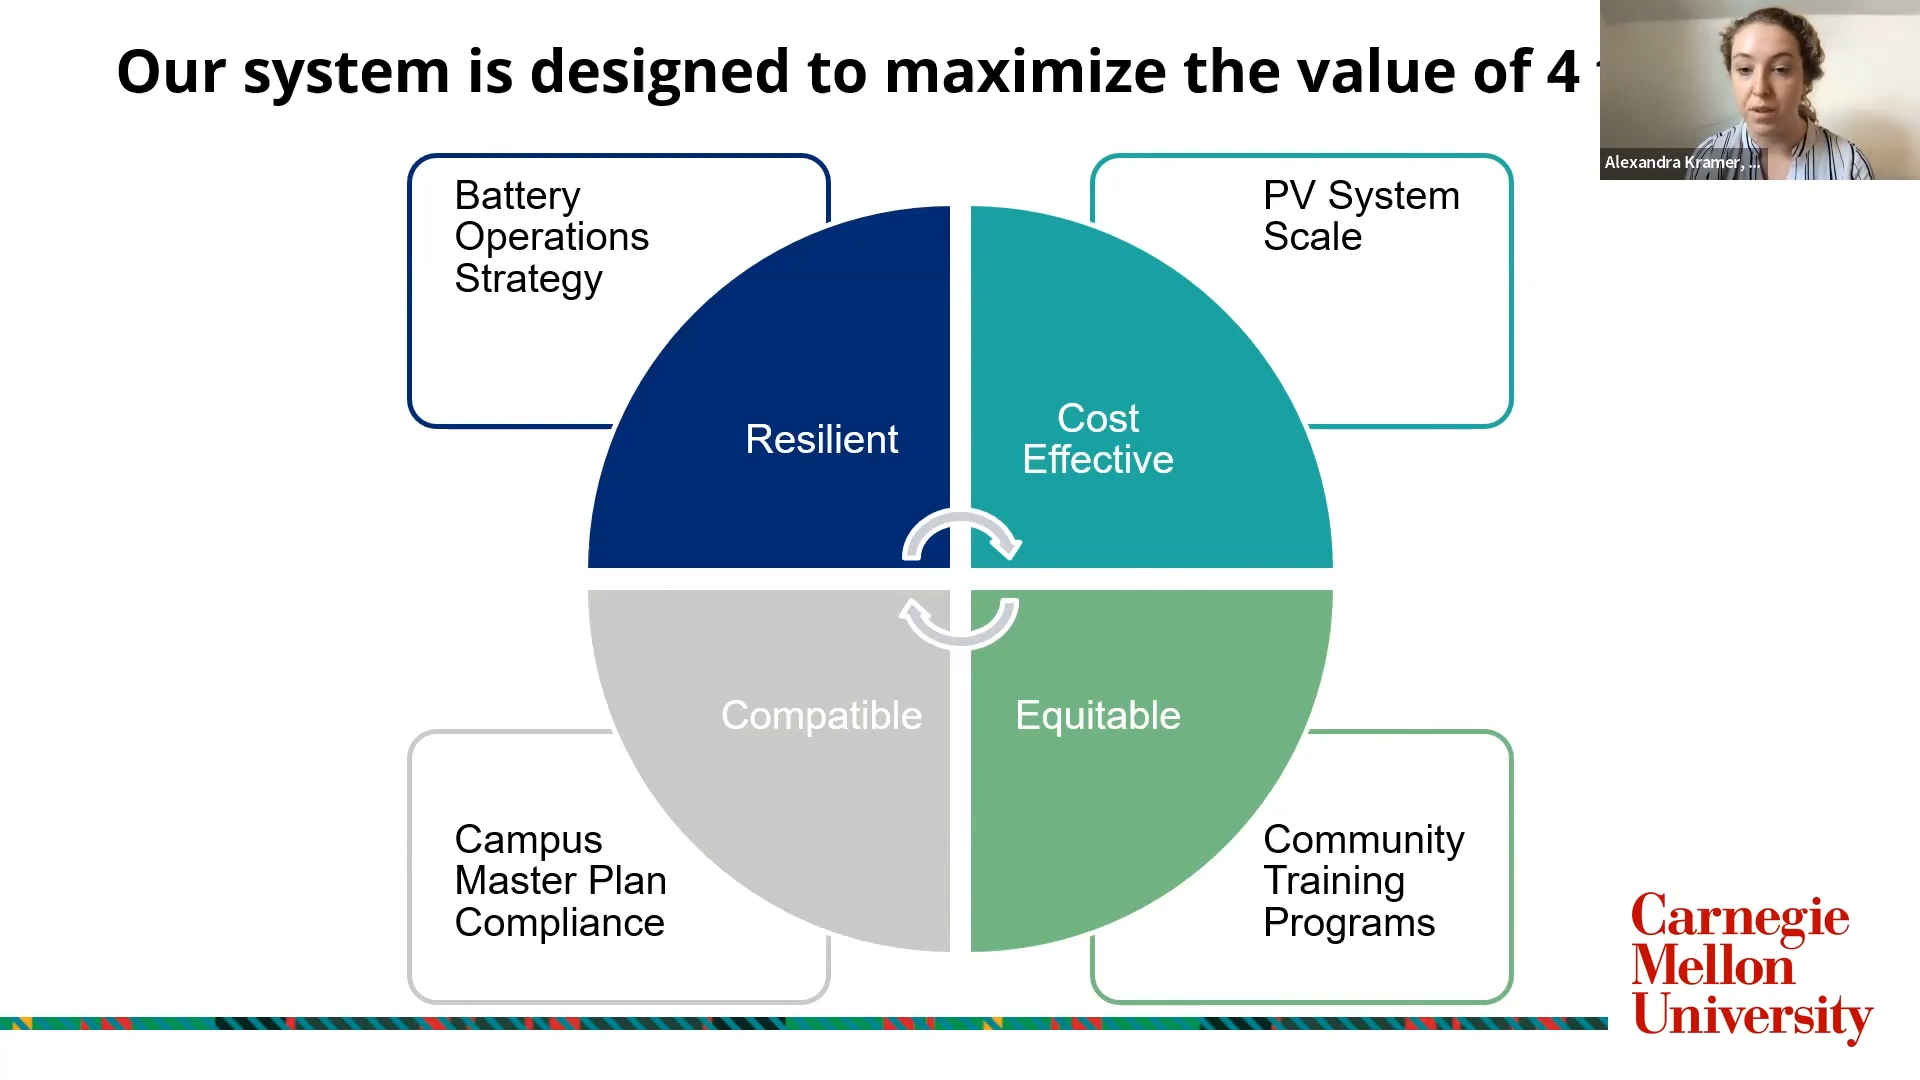 Our system is designed to maximize the value of 4
Alexandra Kramer, ...
Battery
Operations
Strategy
PV System
Scale
Resilient
Cost
Effective
Compatible
Equitable
Campus
Master Plan
Compliance
Community
Training
Programs
Carnegie
Mellon
University